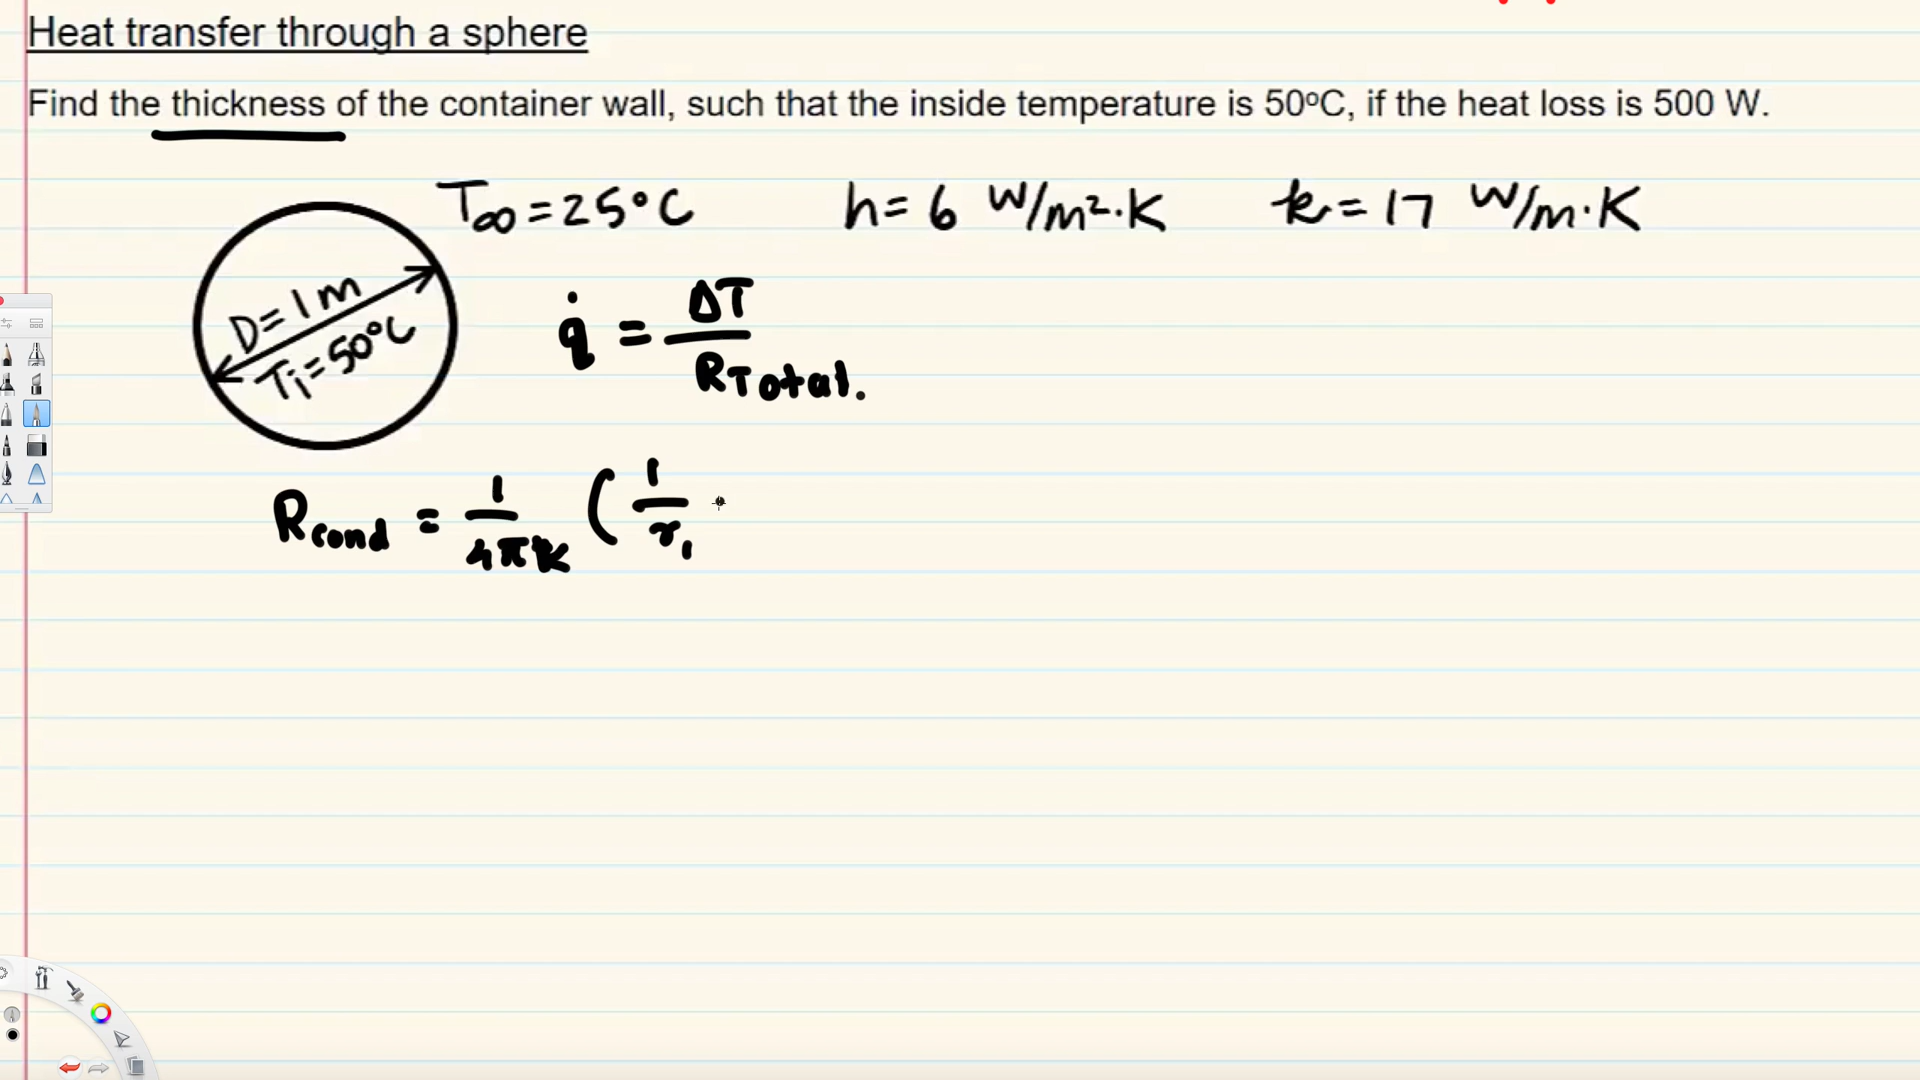 Heat transfer through a sphere
Find the thickness of the container wall, such that the inside temperature is 50°C, if the heat loss is 500 W.
T∞ = 25°C h = 6 W/m²·K k = 17 W/m·K
D = 1 m
Ti = 50°C
q̇ = ΔT / RTotal.
Rcond = 1 / 4πk ( 1 / r₁